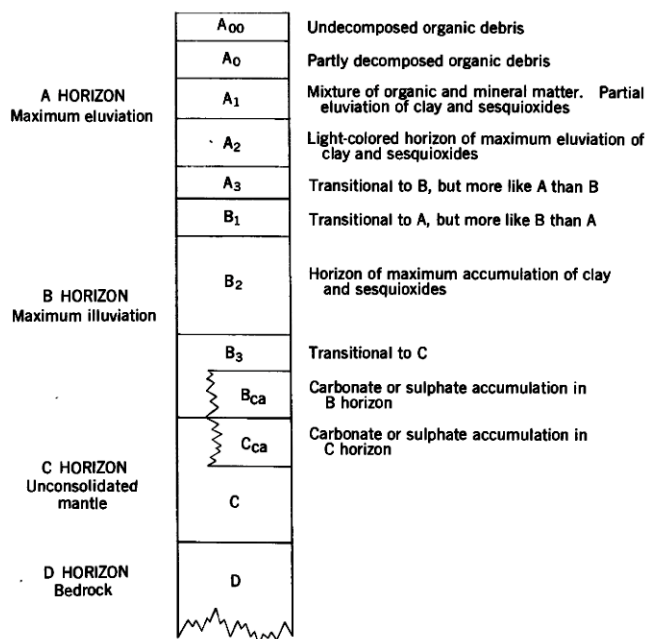 A00 Undecomposed organic debris
A0 Partly decomposed organic debris
A HORIZON
Maximum eluviation
A1 Mixture of organic and mineral matter. Partial
eluviation of clay and sesquioxides
A2 Light-colored horizon of maximum eluviation of
clay and sesquioxides
A3 Transitional to B, but more like A than B
B1 Transitional to A, but more like B than A
B HORIZON
Maximum illuviation
B2 Horizon of maximum accumulation of clay
and sesquioxides
B3 Transitional to C
Bca Carbonate or sulphate accumulation in
B horizon
Cca Carbonate or sulphate accumulation in
C horizon
C HORIZON
Unconsolidated
mantle
C
D HORIZON
Bedrock
D